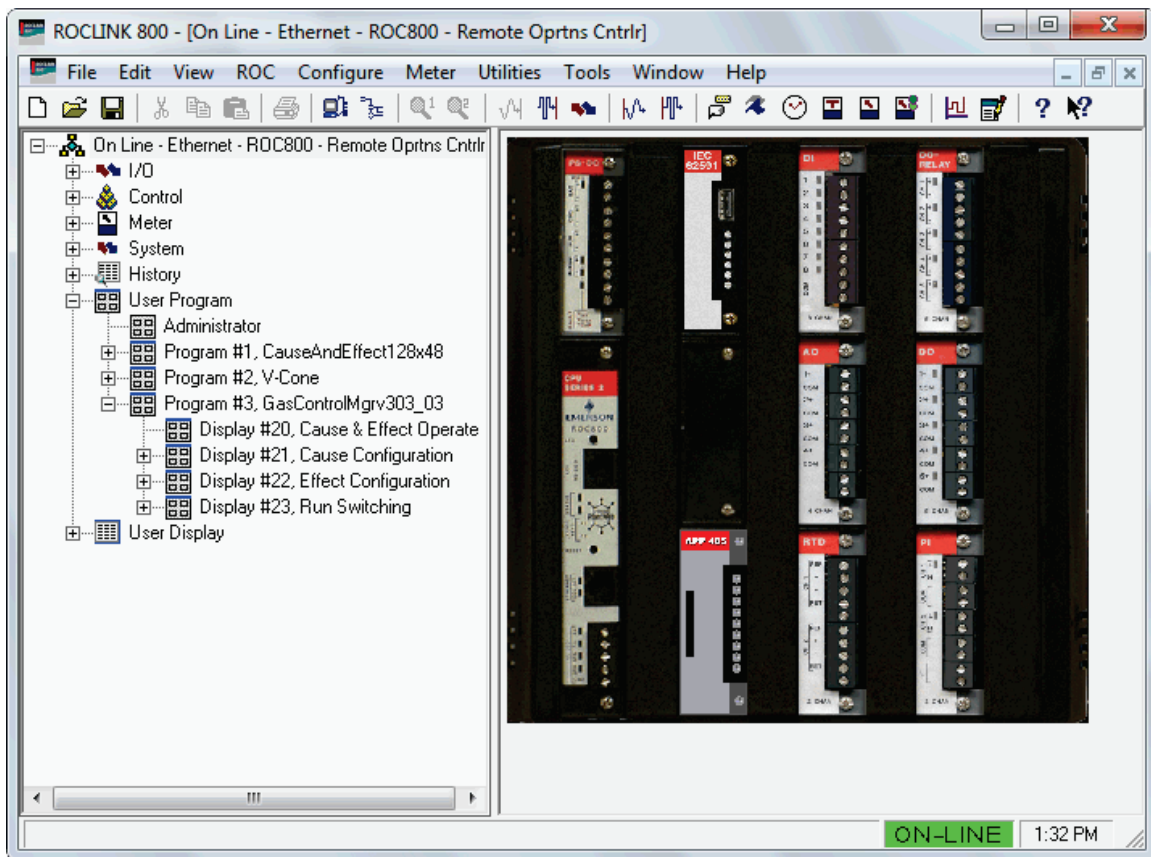 ROCLINK 800 - [On Line - Ethernet - ROC800 - Remote Oprtns Cntrlr]
File Edit View ROC Configure Meter Utilities Tools Window Help
On Line - Ethernet - ROC800 - Remote Oprtns Cntrlr
I/O
Control
Meter
System
History
User Program
Administrator
Program #1, CauseAndEffect128x48
Program #2, V-Cone
Program #3, GasControlMgrv303_03
Display #20, Cause & Effect Operate
Display #21, Cause Configuration
Display #22, Effect Configuration
Display #23, Run Switching
User Display
IEC
62591
DI
DO-
RELAY
CPU
SERIES 2
EMERSON
ROC800
AO
DO
APP 485
RTD
PI
ON-LINE
1:32 PM